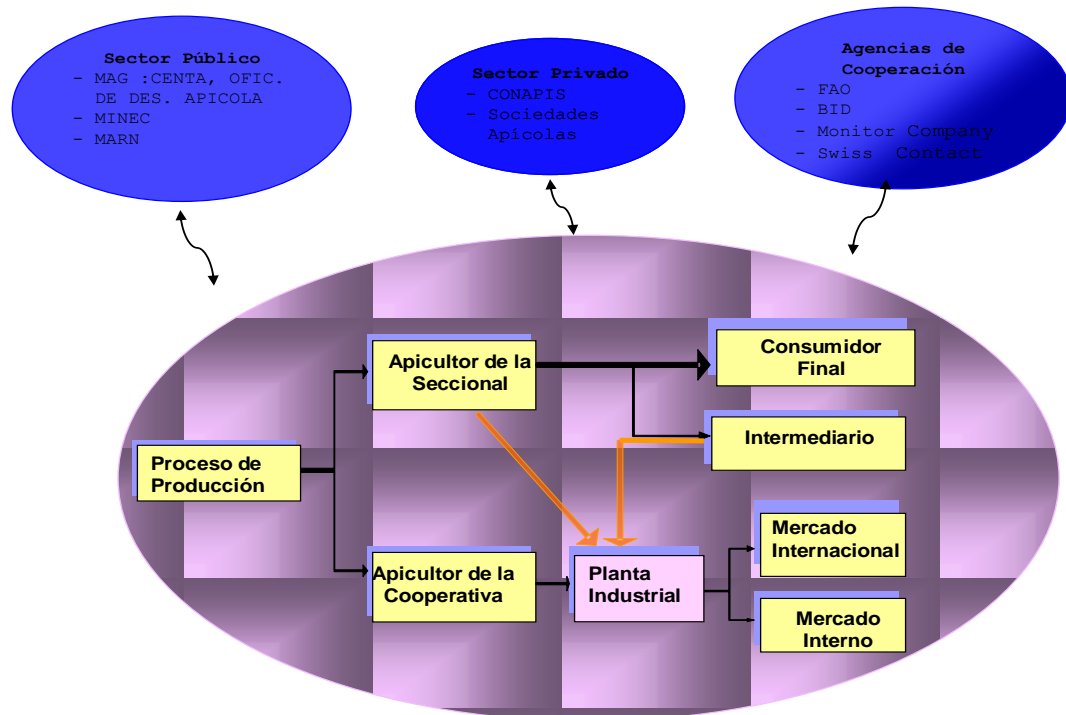 Sector Público
- MAG :CENTA, OFIC.
DE DES. APICOLA
- MINEC
- MARN
Sector Privado
- CONAPIS
- Sociedades
Apícolas
Agencias de
Cooperación
- FAO
- BID
- Monitor Company
- Swiss Contact
Apicultor de la
Seccional
Consumidor
Final
Intermediario
Proceso de
Producción
Apicultor de la
Cooperativa
Planta
Industrial
Mercado
Internacional
Mercado
Interno